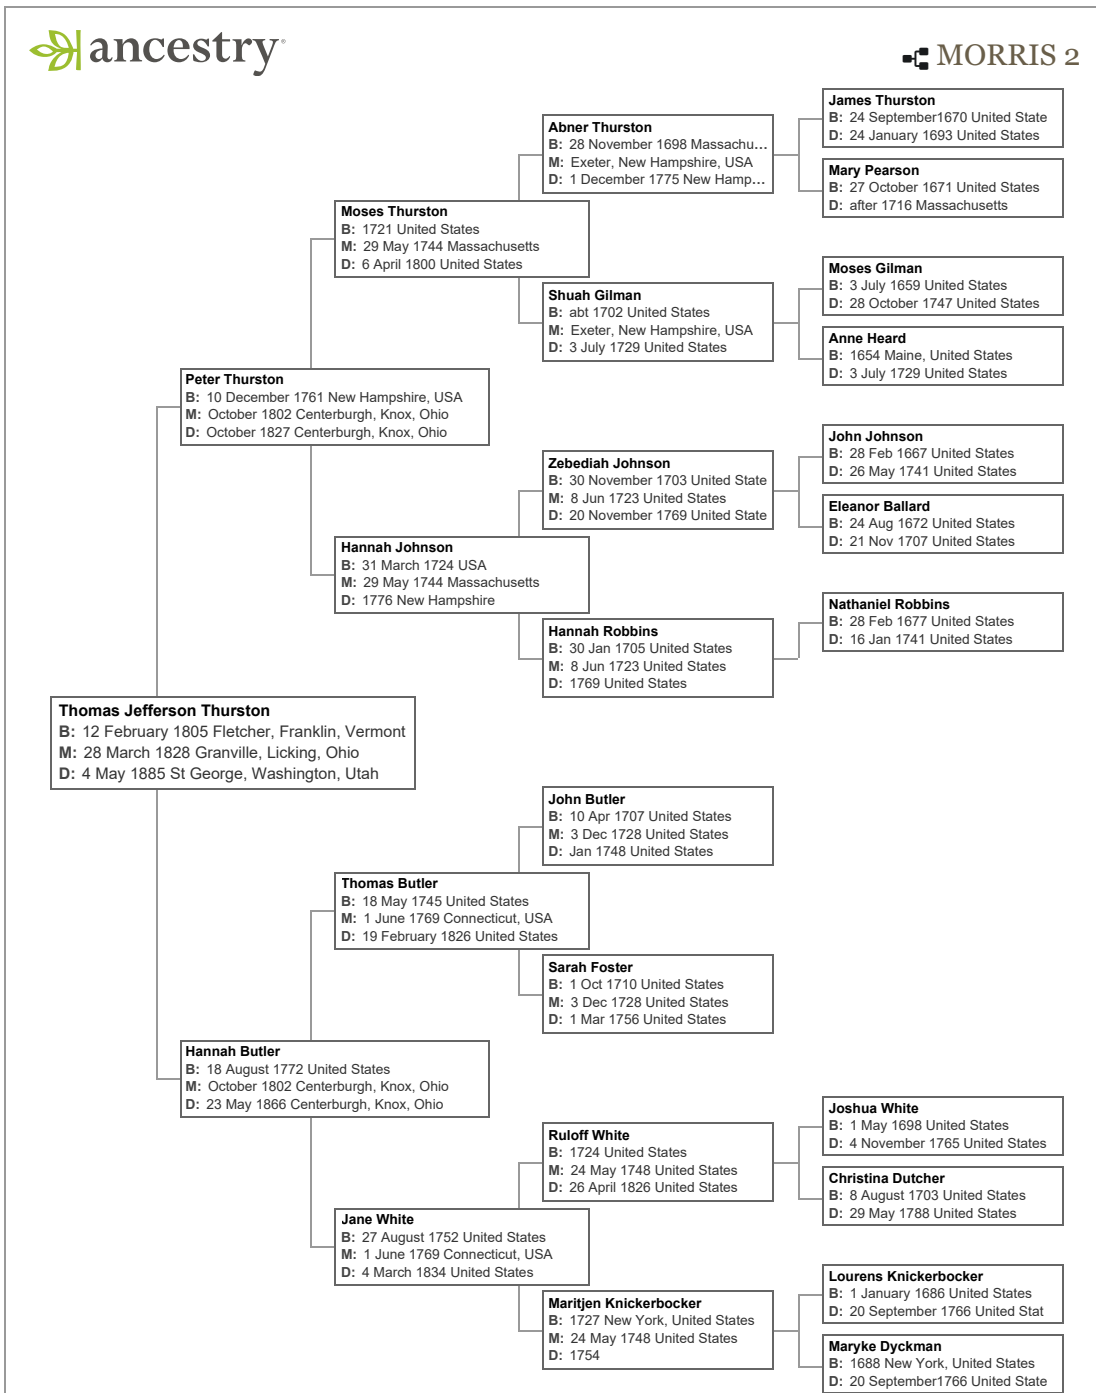 ancestry
MORRIS 2
James Thurston
B: 24 September1670 United State
D: 24 January 1693 United States
Abner Thurston
B: 28 November 1698 Massachu...
M: Exeter, New Hampshire, USA
D: 1 December 1775 New Hamp...
Mary Pearson
B: 27 October 1671 United States
D: after 1716 Massachusetts
Moses Thurston
B: 1721 United States
M: 29 May 1744 Massachusetts
D: 6 April 1800 United States
Moses Gilman
B: 3 July 1659 United States
D: 28 October 1747 United States
Shuah Gilman
B: abt 1702 United States
M: Exeter, New Hampshire, USA
D: 3 July 1729 United States
Anne Heard
B: 1654 Maine, United States
D: 3 July 1729 United States
Peter Thurston
B: 10 December 1761 New Hampshire, USA
M: October 1802 Centerburgh, Knox, Ohio
D: October 1827 Centerburgh, Knox, Ohio
John Johnson
B: 28 Feb 1667 United States
D: 26 May 1741 United States
Zebediah Johnson
B: 30 November 1703 United State
M: 8 Jun 1723 United States
D: 20 November 1769 United State
Eleanor Ballard
B: 24 Aug 1672 United States
D: 21 Nov 1707 United States
Hannah Johnson
B: 31 March 1724 USA
M: 29 May 1744 Massachusetts
D: 1776 New Hampshire
Nathaniel Robbins
B: 28 Feb 1677 United States
D: 16 Jan 1741 United States
Hannah Robbins
B: 30 Jan 1705 United States
M: 8 Jun 1723 United States
D: 1769 United States
Thomas Jefferson Thurston
B: 12 February 1805 Fletcher, Franklin, Vermont
M: 28 March 1828 Granville, Licking, Ohio
D: 4 May 1885 St George, Washington, Utah
John Butler
B: 10 Apr 1707 United States
M: 3 Dec 1728 United States
D: Jan 1748 United States
Thomas Butler
B: 18 May 1745 United States
M: 1 June 1769 Connecticut, USA
D: 19 February 1826 United States
Sarah Foster
B: 1 Oct 1710 United States
M: 3 Dec 1728 United States
D: 1 Mar 1756 United States
Hannah Butler
B: 18 August 1772 United States
M: October 1802 Centerburgh, Knox, Ohio
D: 23 May 1866 Centerburgh, Knox, Ohio
Joshua White
B: 1 May 1698 United States
D: 4 November 1765 United States
Ruloff White
B: 1724 United States
M: 24 May 1748 United States
D: 26 April 1826 United States
Christina Dutcher
B: 8 August 1703 United States
D: 29 May 1788 United States
Jane White
B: 27 August 1752 United States
M: 1 June 1769 Connecticut, USA
D: 4 March 1834 United States
Lourens Knickerbocker
B: 1 January 1686 United States
D: 20 September 1766 United Stat
Maritjen Knickerbocker
B: 1727 New York, United States
M: 24 May 1748 United States
D: 1754
Maryke Dyckman
B: 1688 New York, United States
D: 20 September1766 United State